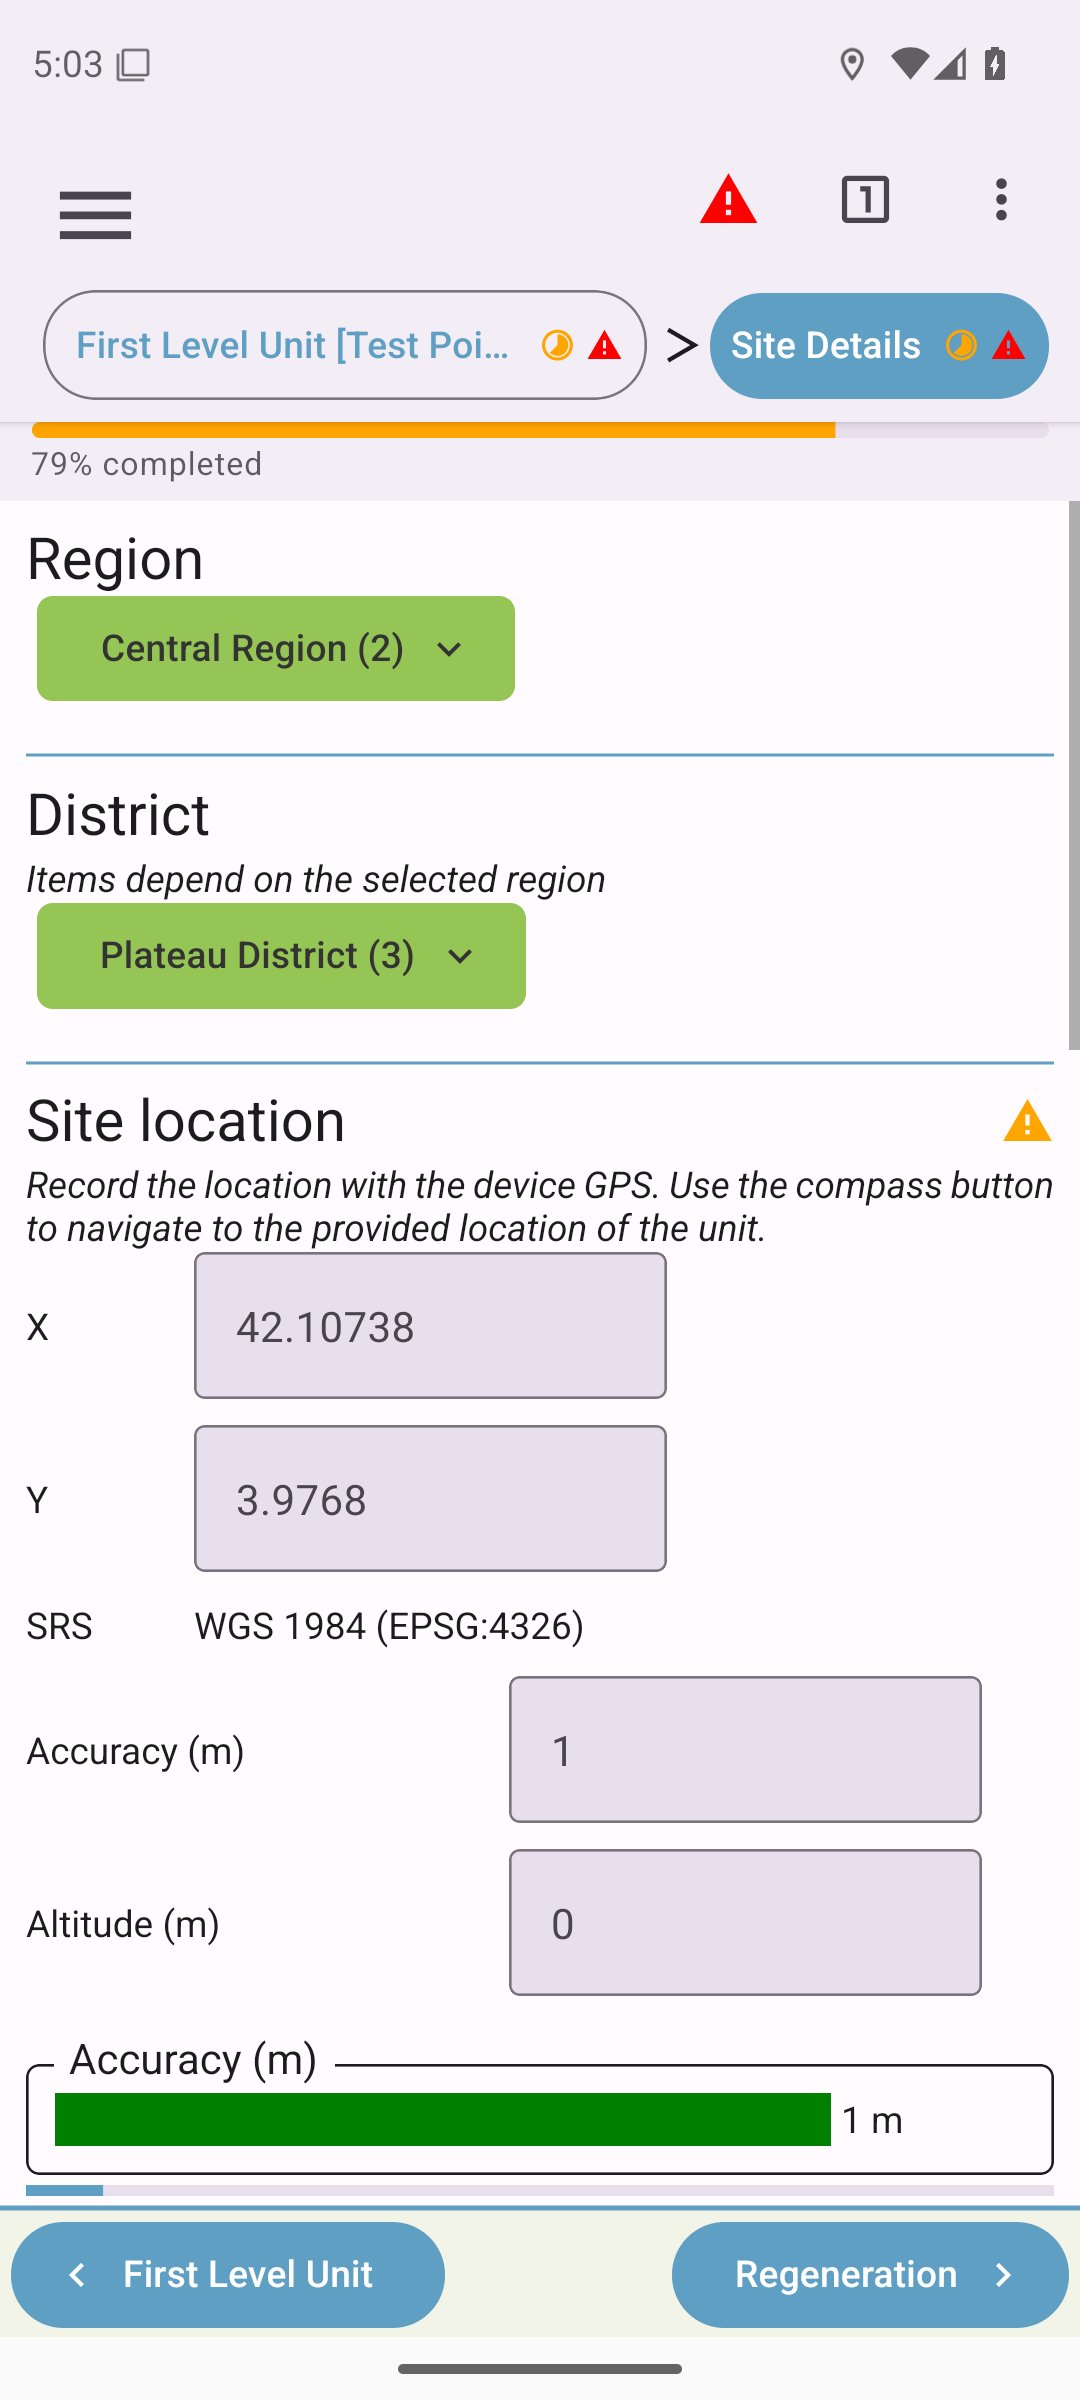 5:03
1
First Level Unit [Test Poi...
>
Site Details
79% completed
Region
Central Region (2)
District
Items depend on the selected region
Plateau District (3)
Site location
Record the location with the device GPS. Use the compass button
to navigate to the provided location of the unit.
X
42.10738
Y
3.9768
SRS
WGS 1984 (EPSG:4326)
Accuracy (m)
1
Altitude (m)
0
Accuracy (m)
1 m
First Level Unit
Regeneration